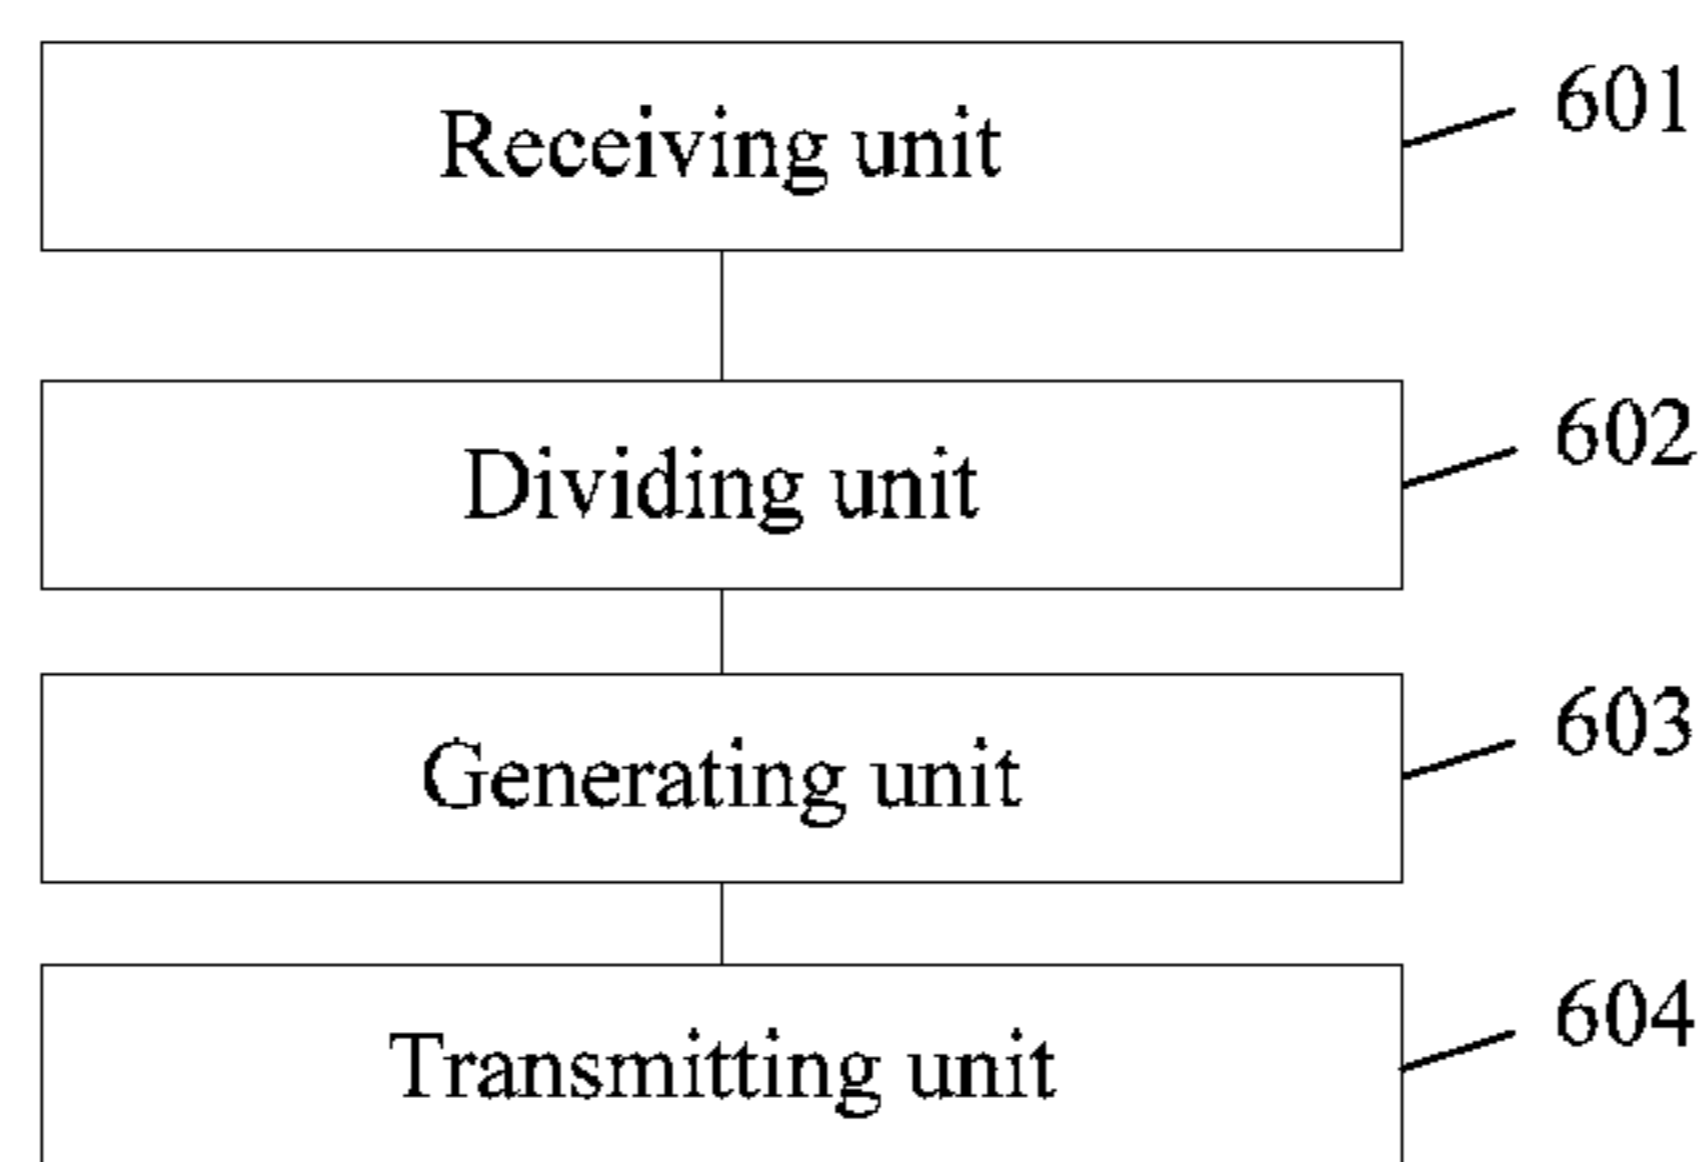 Receiving unit 601
Dividing unit 602
Generating unit 603
Transmitting unit 604